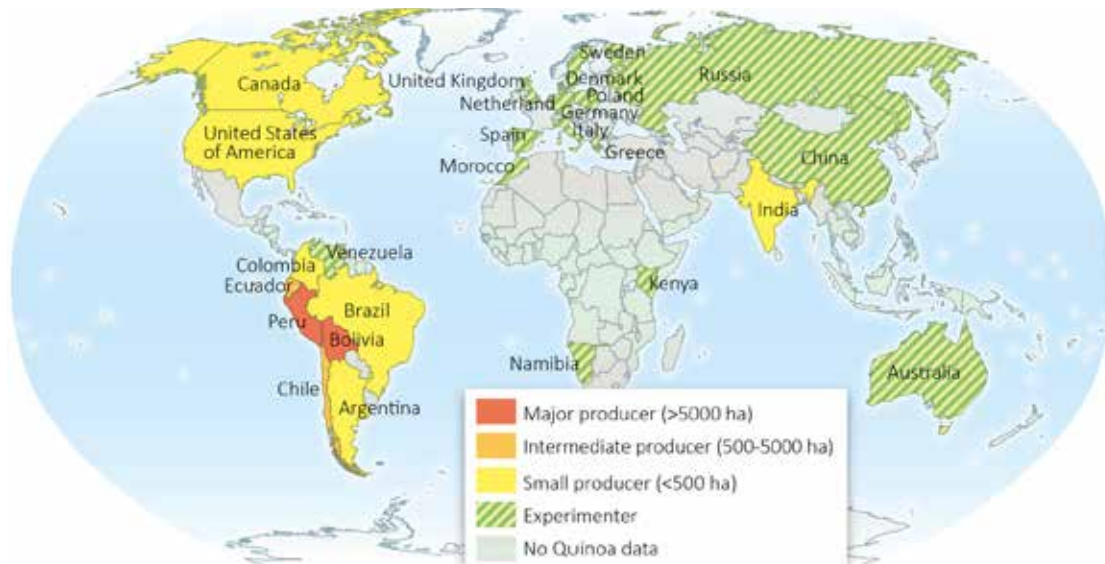 Canada
United States
of America
United Kingdom
Netherland
Sweden
Denmark
Poland
Germany
Italy
Spain
Greece
Morocco
Russia
China
India
Venezuela
Colombia
Ecuador
Brazil
Peru
Bolivia
Kenya
Namibia
Chile
Argentina
Australia
Major producer (>5000 ha)
Intermediate producer (500-5000 ha)
Small producer (<500 ha)
Experimenter
No Quinoa data